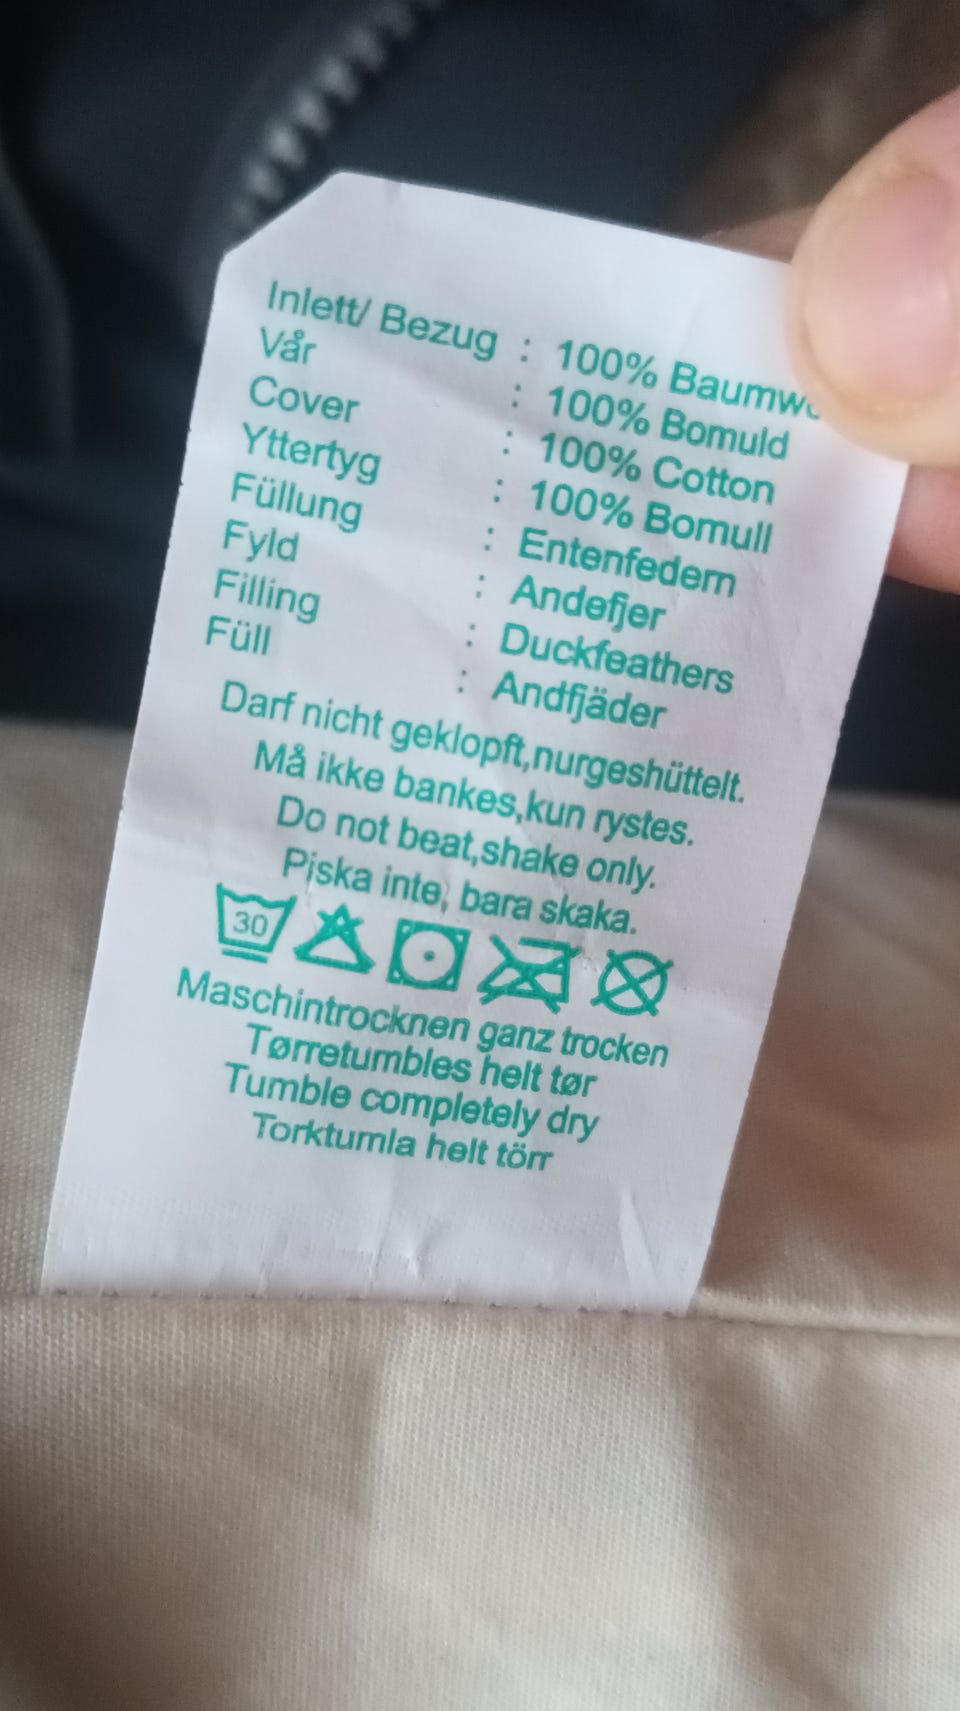 Inlett/ Bezug : 100% Baumwo
Vår : 100% Bomuld
Cover : 100% Cotton
Yttertyg : 100% Bomull
Füllung : Entenfedern
Fyld : Andefjer
Filling : Duckfeathers
Füll : Andfjäder
Darf nicht geklopft,nurgeshüttelt.
Må ikke bankes,kun rystes.
Do not beat,shake only.
Piska inte, bara skaka.
30
Maschintrocknen ganz trocken
Tørretumbles helt tør
Tumble completely dry
Torktumla helt törr